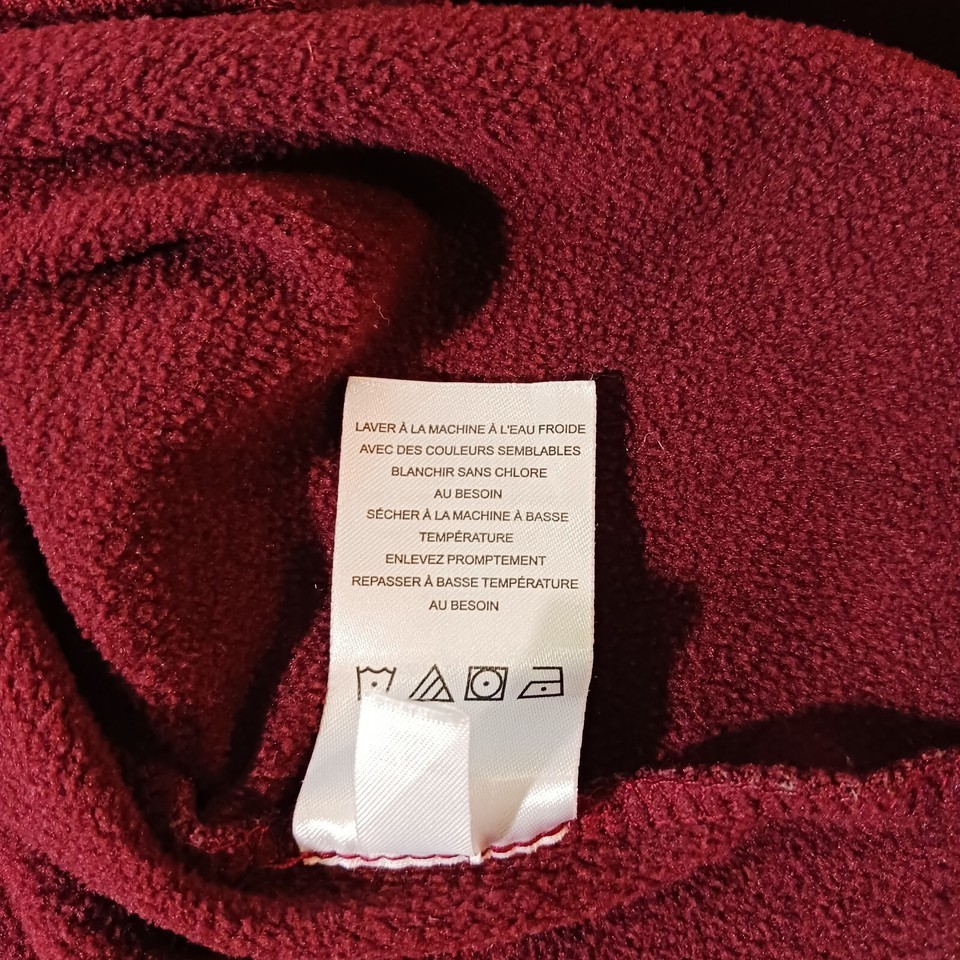 LAVER À LA MACHINE À L'EAU FROIDE
AVEC DES COULEURS SEMBLABLES
BLANCHIR SANS CHLORE
AU BESOIN
SÉCHER À LA MACHINE À BASSE
TEMPÉRATURE
ENLEVEZ PROMPTEMENT
REPASSER À BASSE TEMPÉRATURE
AU BESOIN